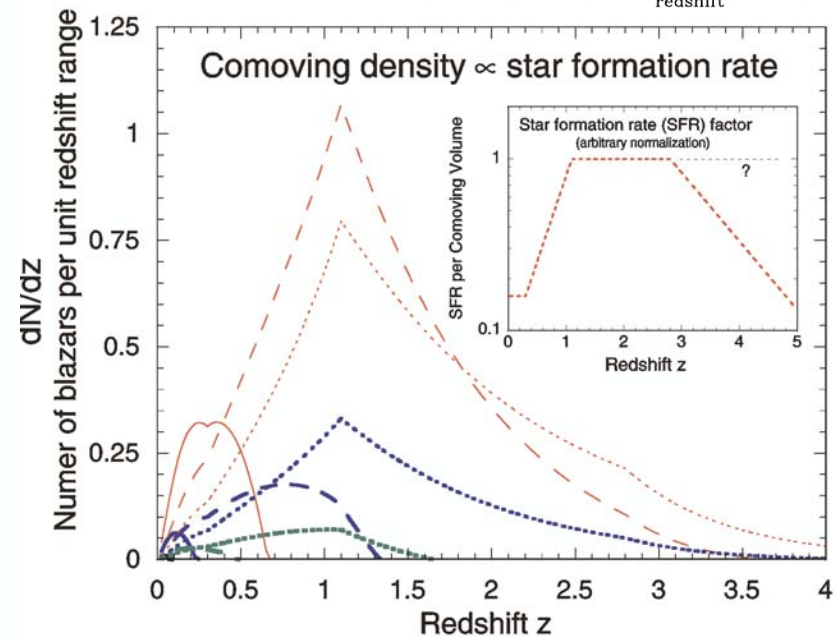 redshift
Comoving density ∝ star formation rate
dN/dz
Numer of blazars per unit redshift range
1.25
1
0.75
0.5
0.25
0
0 0.5 1 1.5 2 2.5 3 3.5 4
Redshift z
Star formation rate (SFR) factor
(arbitrary normalization)
?
SFR per Comoving Volume
1
0.1
0 1 2 3 4 5
Redshift z